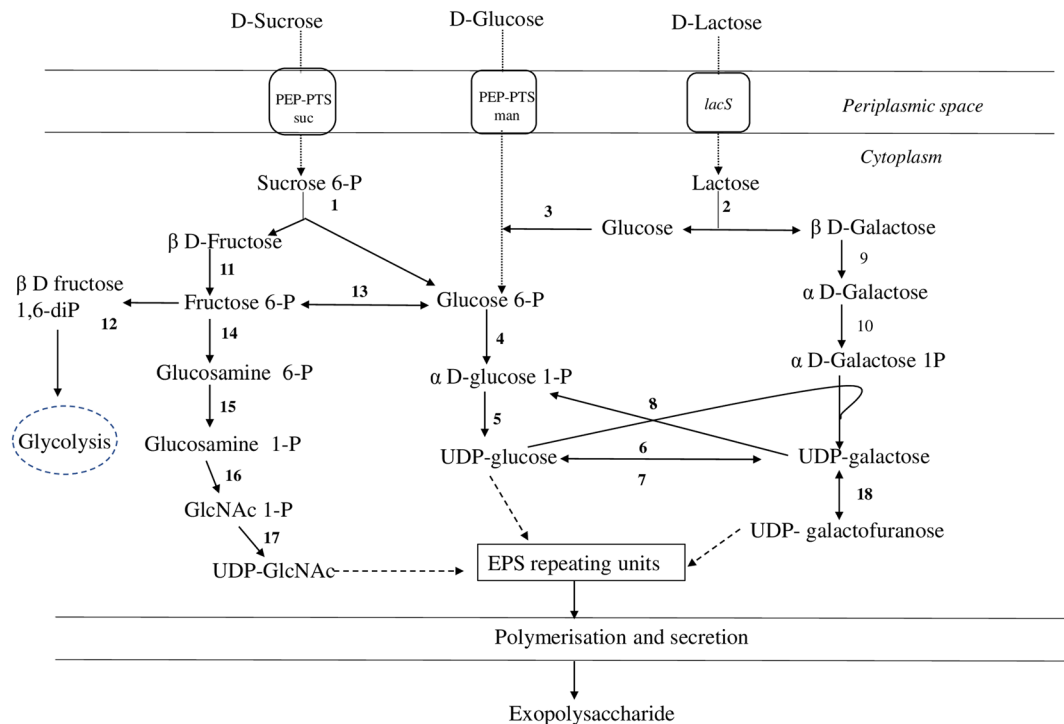 D-Sucrose
D-Glucose
D-Lactose
PEP-PTS
suc
PEP-PTS
man
lacS
Periplasmic space
Cytoplasm
Sucrose 6-P
Lactose
1
2
3
Glucose
β D-Fructose
β D-Galactose
11
9
β D fructose
1,6-diP
Fructose 6-P
13
Glucose 6-P
α D-Galactose
12
14
4
10
Glucosamine 6-P
α D-glucose 1-P
α D-Galactose 1P
15
5
8
Glycolysis
Glucosamine 1-P
UDP-glucose
6
7
UDP-galactose
16
18
GlcNAc 1-P
UDP- galactofuranose
17
UDP-GlcNAc
EPS repeating units
Polymerisation and secretion
Exopolysaccharide